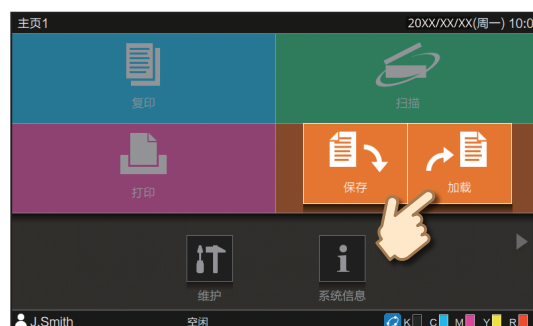 主页1
20XX/XX/XX(周一) 10:0
复印
扫描
打印
保存
加载
维护
系统信息
J.Smith
空闲
K C M Y R